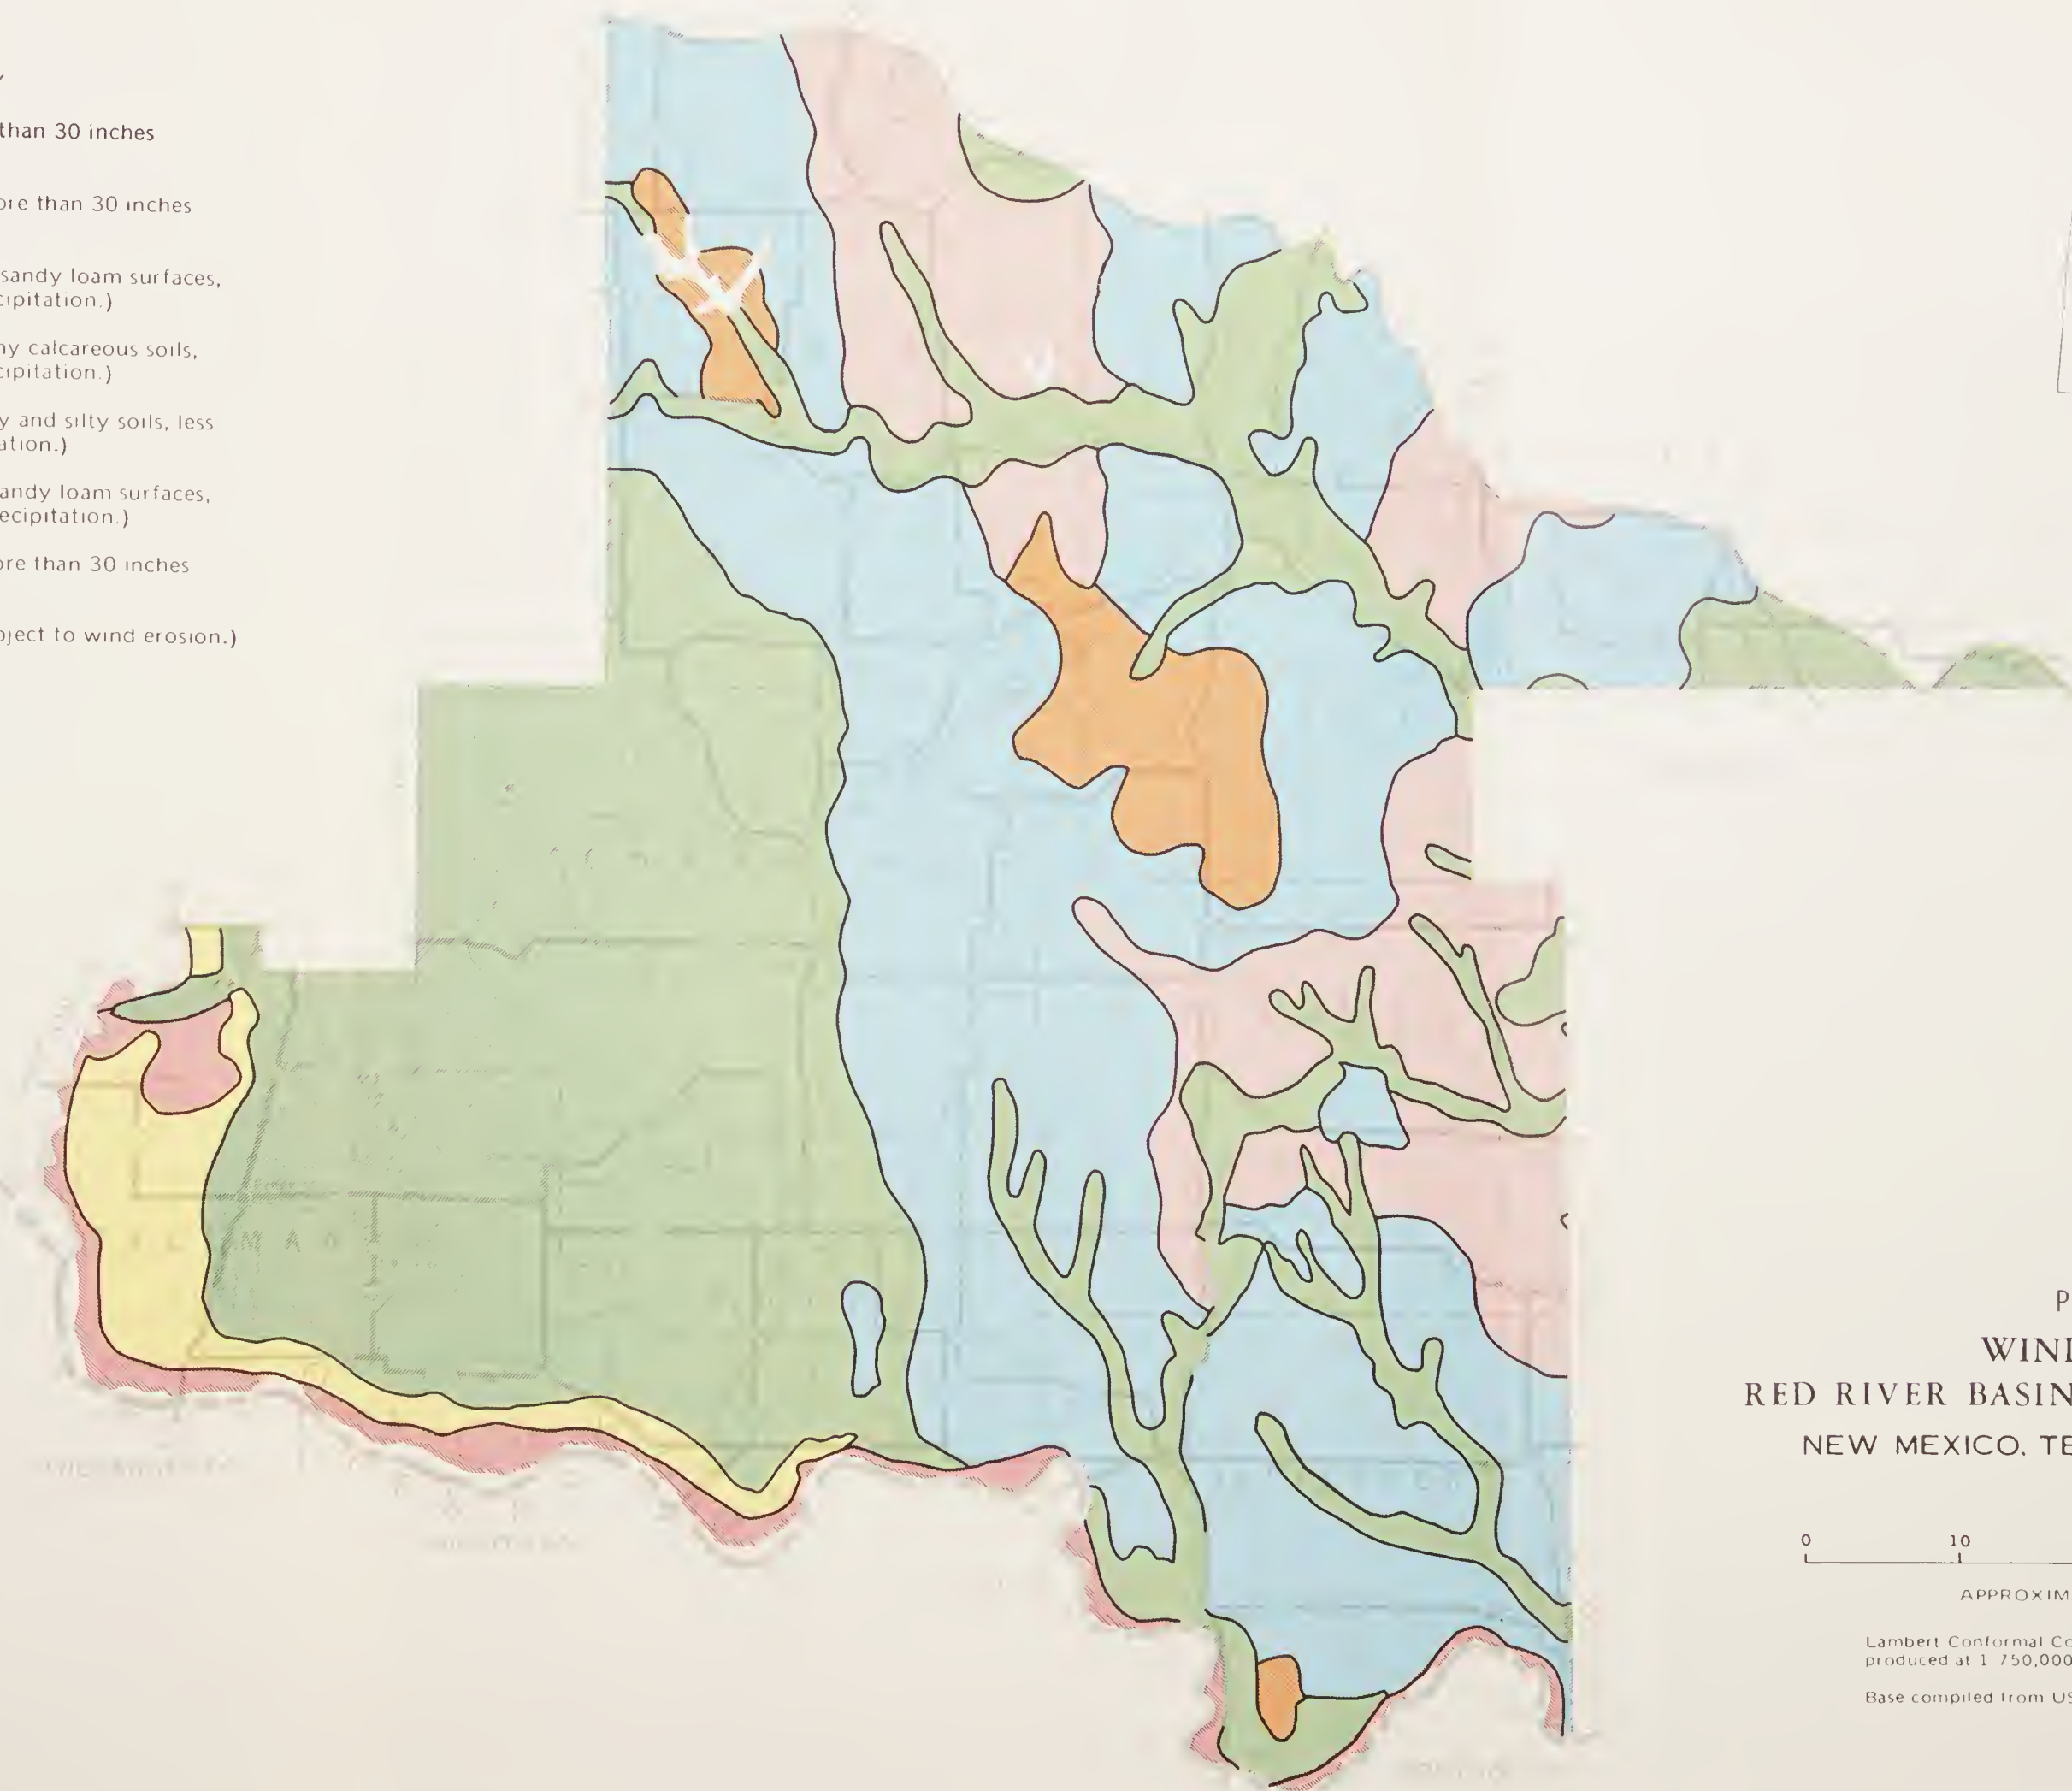 than 30 inches
ore than 30 inches
sandy loam surfaces,
cipitation.)
ny calcareous soils,
cipitation.)
y and silty soils, less
ation.)
andy loam surfaces,
ecipitation.)
ore than 30 inches
bject to wind erosion.)
P
WIND
RED RIVER BASIN
NEW MEXICO, TE
0 10
APPROXIM
Lambert Conformal Co
produced at 1 750,000
Base compiled from US